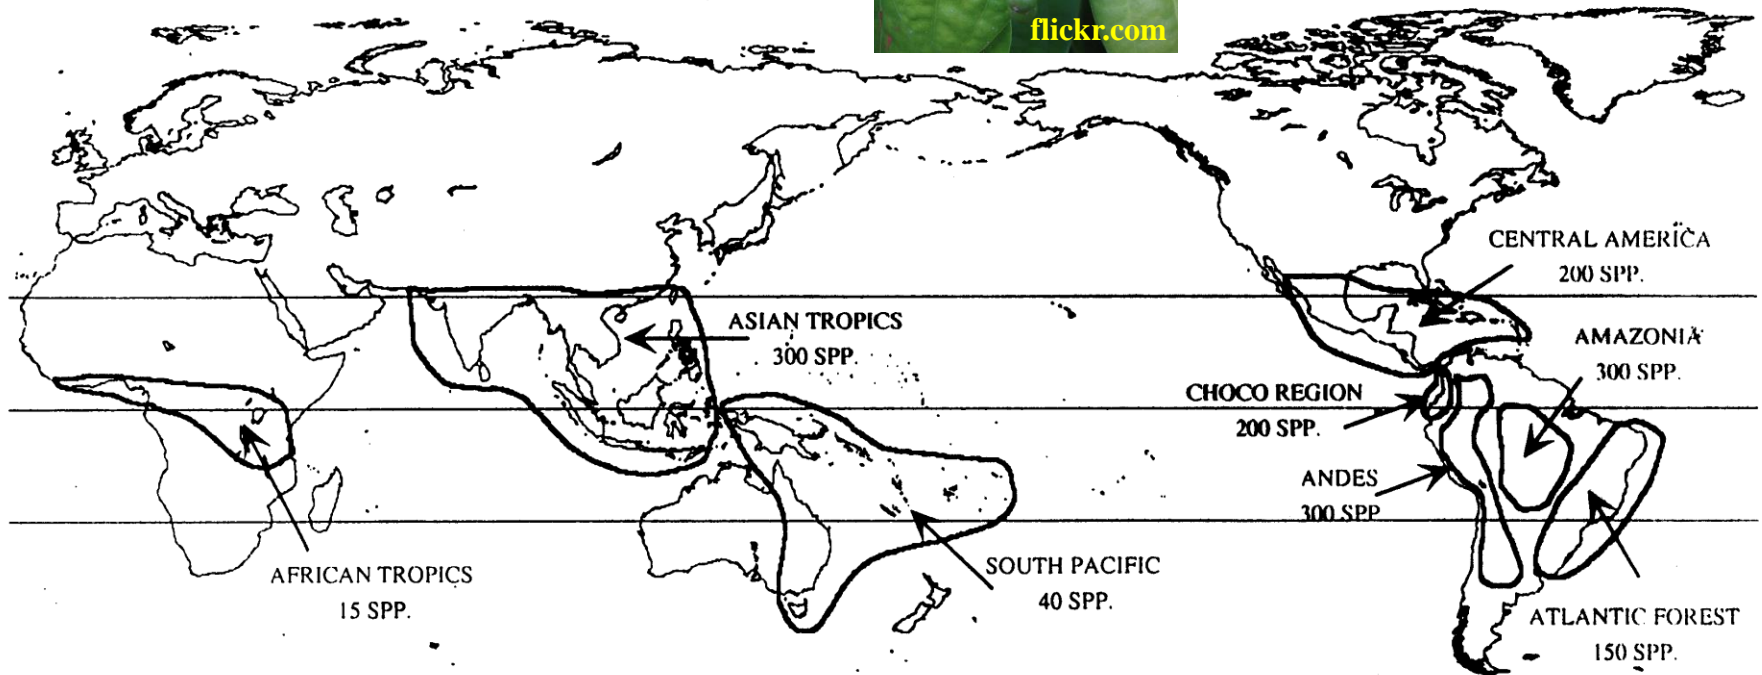 flickr.com
CENTRAL AMERICA
200 SPP.
ASIAN TROPICS
300 SPP.
AMAZONIA
300 SPP.
CHOCO REGION
200 SPP.
ANDES
300 SPP
SOUTH PACIFIC
40 SPP.
AFRICAN TROPICS
15 SPP.
ATLANTIC FOREST
150 SPP.